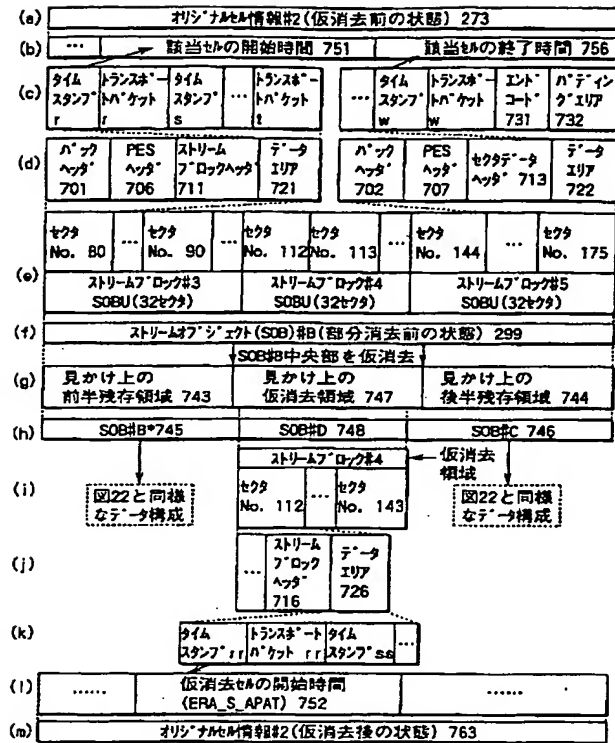 (a) オリジナルセル情報#2(仮消去前の状態) 273
(b) … 該当セルの開始時間 751 該当セルの終了時間 756
(c) タイムスタンプ r トランスポートパケット r タイムスタンプ s … トランスポートパケット t … タイムスタンプ w トランスポートパケット w エンドコード 731 パディングエリア 732
(d) パックヘッダ 701 PESヘッダ 706 ストリームブロックヘッダ 711 データエリア 721 パックヘッダ 702 PESヘッダ 707 セクタデータヘッダ 713 データエリア 722
セクタNo. 80 … セクタNo. 90 … セクタNo. 112 セクタNo. 113 … セクタNo. 144 … セクタNo. 175
(e) ストリームブロック#3 SOBU(32セクタ) ストリームブロック#4 SOBU(32セクタ) ストリームブロック#5 SOBU(32セクタ)
(f) ストリームオブジェクト(SOB)#B(部分消去前の状態) 299
SOB#B中央部を仮消去
(g) 見かけ上の前半残存領域 743 見かけ上の仮消去領域 747 見かけ上の後半残存領域 744
(h) SOB#B*745 SOB#D 748 SOB#C 746
ストリームブロック#4 仮消去領域
(i) 図22と同様なデータ構成 セクタNo. 112 … セクタNo. 143 図22と同様なデータ構成
(j) … ストリームブロックヘッダ 716 データエリア 726
(k) タイムスタンプrr トランスポートパケット rr タイムスタンプss …
(l) …… 仮消去セルの開始時間(ERA_S_APAT) 752 ……
(m) オリジナルセル情報#2(仮消去後の状態) 763